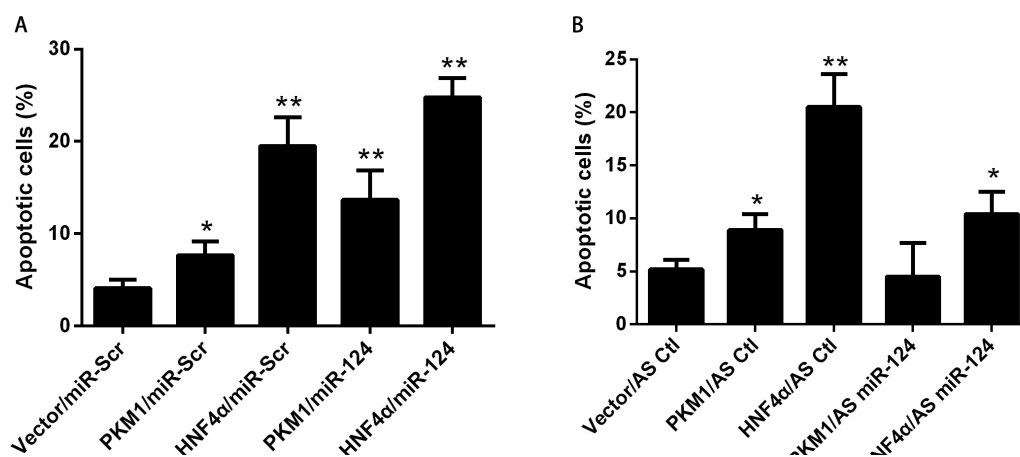 A
Apoptotic cells (%)
30
20
10
0
*
**
**
**
Vector/miR-Scr
PKM1/miR-Scr
HNF4α/miR-Scr
PKM1/miR-124
HNF4α/miR-124
B
Apoptotic cells (%)
25
20
15
10
5
0
*
**
*
Vector/AS Ctl
PKM1/AS Ctl
HNF4α/AS Ctl
PKM1/AS miR-124
NF4α/AS miR-124